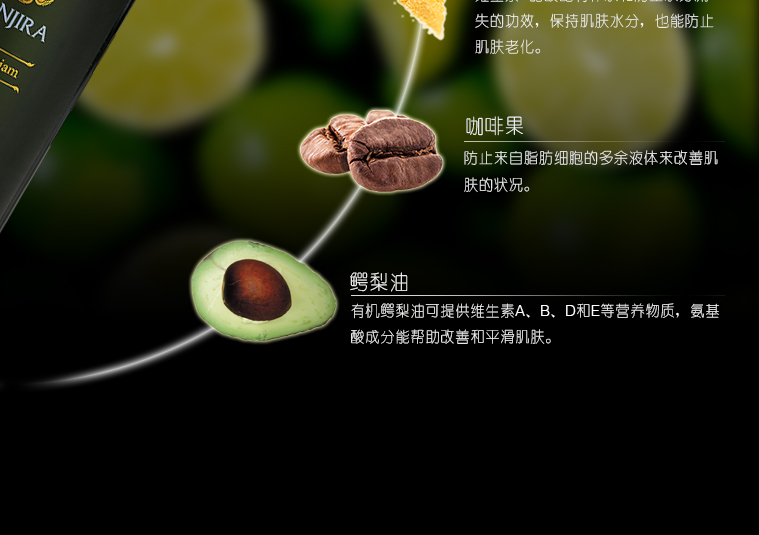 NJIRA
jam
失的功效，保持肌肤水分，也能防止
肌肤老化。
咖啡果
防止来自脂肪细胞的多余液体来改善肌
肤的状况。
鳄梨油
有机鳄梨油可提供维生素A、B、D和E等营养物质，氨基
酸成分能帮助改善和平滑肌肤。